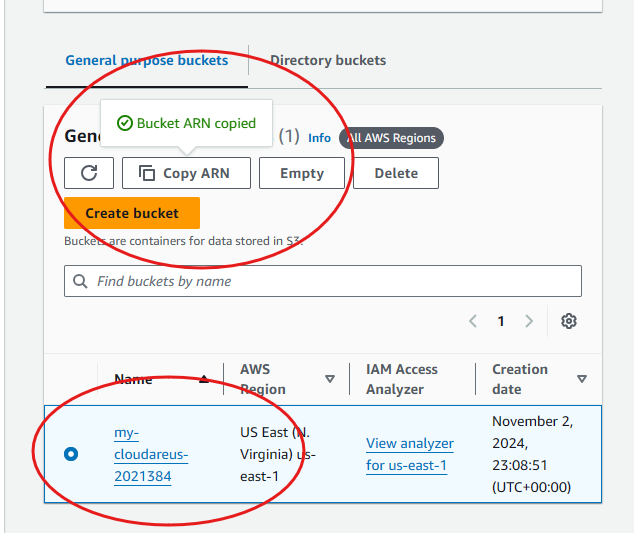 General purpose buckets
Directory buckets
Bucket ARN copied
Gen
(1) Info All AWS Regions
Copy ARN
Empty
Delete
Create bucket
Buckets are containers for data stored in S3.
Find buckets by name
1
Name
AWS
Region
IAM Access
Analyzer
Creation
date
my-
cloudareus-
2021384
US East (N.
Virginia) us-
east-1
View analyzer
for us-east-1
November 2,
2024,
23:08:51
(UTC+00:00)